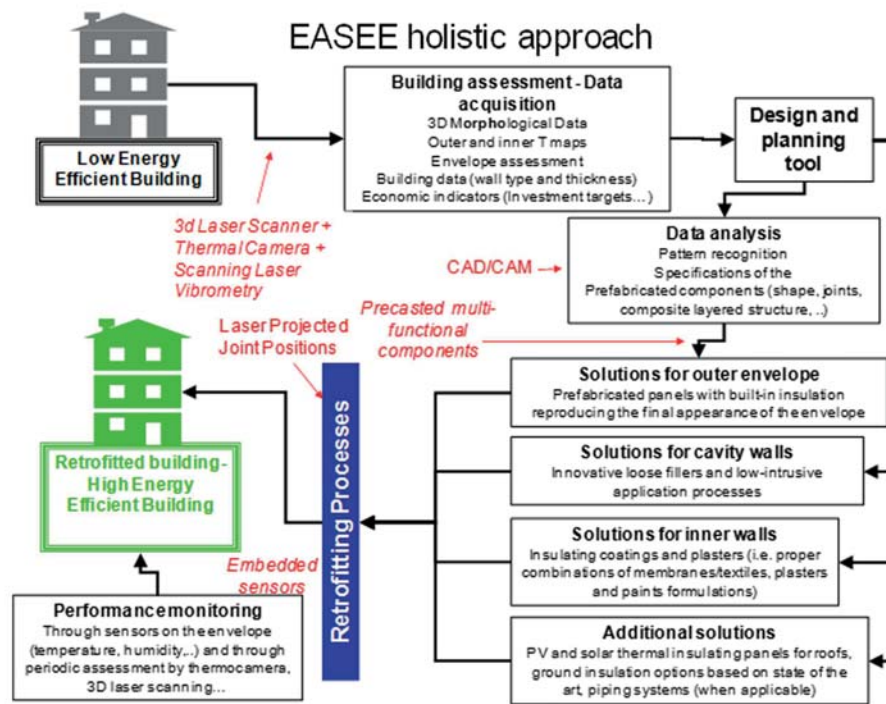 EASEE holistic approach
Low Energy
Efficient Building
Building assessment - Data
acquisition
3D Morphological Data
Outer and inner T maps
Envelope assessment
Building data (wall type and thickness)
Economic indicators (Investment targets...)
Design and
planning
tool
3d Laser Scanner +
Thermal Camera +
Scanning Laser
Vibrometry
CAD/CAM
Data analysis
Pattern recognition
Specifications of the
Prefabricated components (shape, joints,
composite layered structure, ..)
Precasted multi-
functional
components
Laser Projected
Joint Positions
Retrofitting Processes
Solutions for outer envelope
Prefabricated panels with built-in insulation
reproducing the final appearance of the envelope
Solutions for cavity walls
Innovative loose fillers and low-intrusive
application processes
Solutions for inner walls
Insulating coatings and plasters (i.e. proper
combinations of membranes/textiles, plasters
and paints formulations)
Additional solutions
PV and solar thermal insulating panels for roofs,
ground insulation options based on state of the
art, piping systems (when applicable)
Retrofitted building-
High Energy
Efficient Building
Embedded
sensors
Performance monitoring
Through sensors on the envelope
(temperature, humidity,..) and through
periodic assessment by thermocamera,
3D laser scanning...